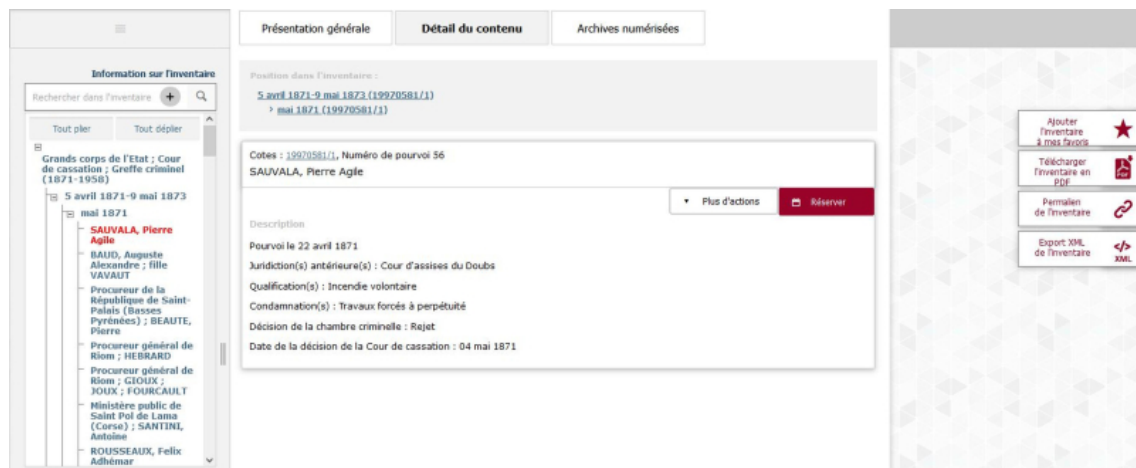 Présentation générale
Détail du contenu
Archives numérisées
Information sur l'inventaire
Rechercher dans l'inventaire
Tout plier
Tout déplier
Grands corps
de l'Etat ; Cour
de cassation ;
Greffe criminel
(1871-1958)
5 avril 1871-9 mai 1873
mai 1871
SAUVALA, Pierre
Agile
BAUD, Auguste
Alexandre ; fille
VAVAUT
Procureur de la
République de Saint-
Palais (Basses
Pyrénées) ; BEAUTE,
Pierre
Procureur général de
Riom ; HEBRARD
Procureur général de
Riom ; GIOUX ;
JOUX ; FOURCAULT
Ministère public de
Saint Pol de Lama
(Corse) ; SANTINI,
Antoine
ROUSSEAUX, Felix
Adhémar
Position dans l'inventaire :
5 avril 1871-9 mai 1873 (19970581/1)
> mai 1871 (19970581/1)
Cotes : 19970581/1, Numéro de pourvoi 56
SAUVALA, Pierre Agile
Plus d'actions
Réserver
Description
Pourvoi le 22 avril 1871
Juridiction(s) antérieure(s) : Cour d'assises du Doubs
Qualification(s) : Incendie volontaire
Condamnation(s) : Travaux forcés à perpétuité
Décision de la chambre criminelle : Rejet
Date de la décision de la Cour de cassation : 04 mai 1871
Ajouter
l'inventaire
à mes favoris
Télécharger
l'inventaire en
PDF
PDF
Permalien
de l'inventaire
Export XML
de l'inventaire
</>
XML